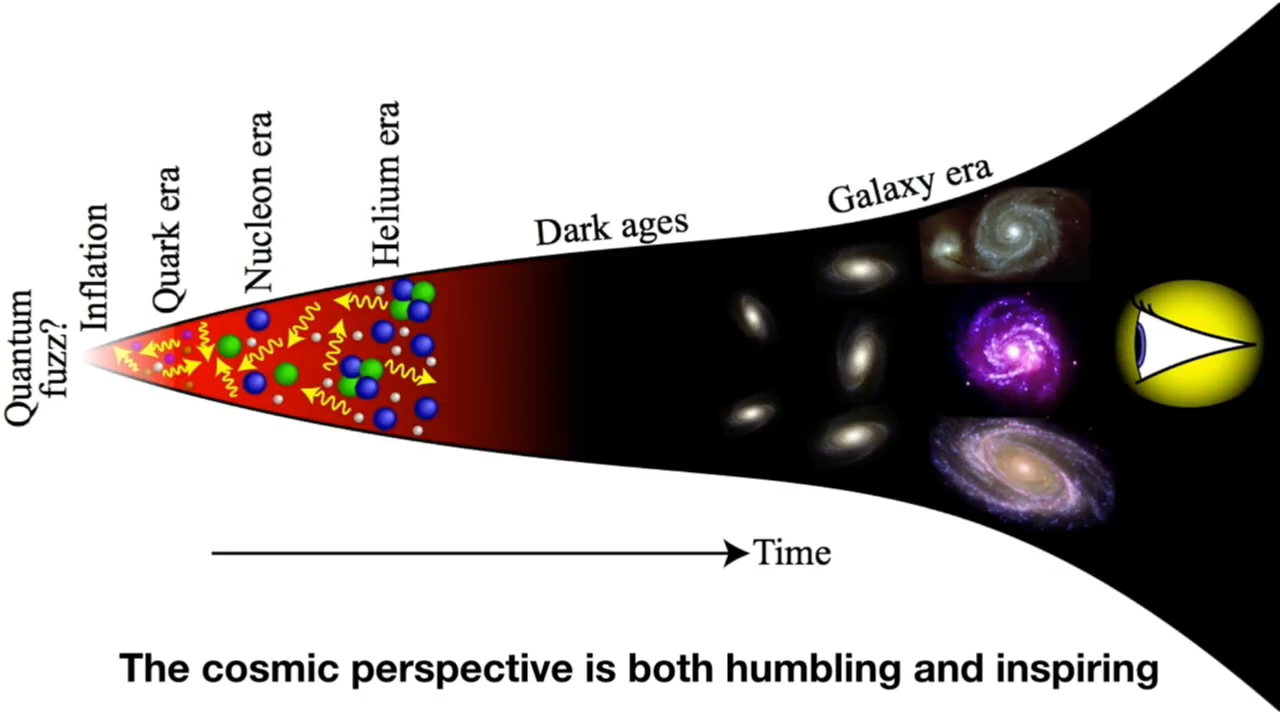 Quantum
fuzz?
Inflation
Quark era
Nucleon era
Helium era
Dark ages
Galaxy era
Time
The cosmic perspective is both humbling and inspiring